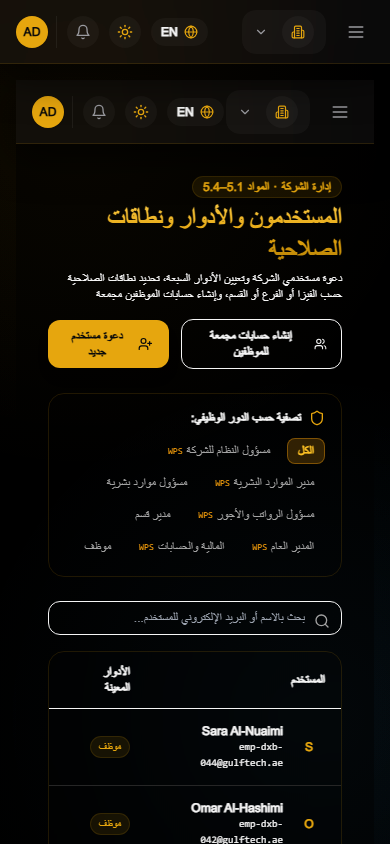 AD
EN
AD
EN
إدارة الشركة · المواد 5.1–5.4
المستخدمون والأدوار ونطاقات
الصلاحية
دعوة مستخدمي الشركة وتعيين الأدوار السبعة، تحديد نطاقات الصلاحية
حسب الفيزا أو الفرع أو القسم، وإنشاء حسابات الموظفين مجمعة
إنشاء حسابات مجمعة
للموظفين
دعوة مستخدم
جديد
تصفية حسب الدور الوظيفي:
الكل
مسؤول النظام للشركة WPS
مدير الموارد البشرية WPS
مسؤول موارد بشرية
مسؤول الرواتب والأجور WPS
مدير قسم
المدير العام WPS
المالية والحسابات WPS
موظف
بحث بالاسم أو البريد الإلكتروني للمستخدم...
المستخدم
الأدوار
المعينة
S
Sara Al-Nuaimi
emp-dxb-
044@gulftech.ae
موظف
O
Omar Al-Hashimi
emp-dxb-
042@gulftech.ae
موظف